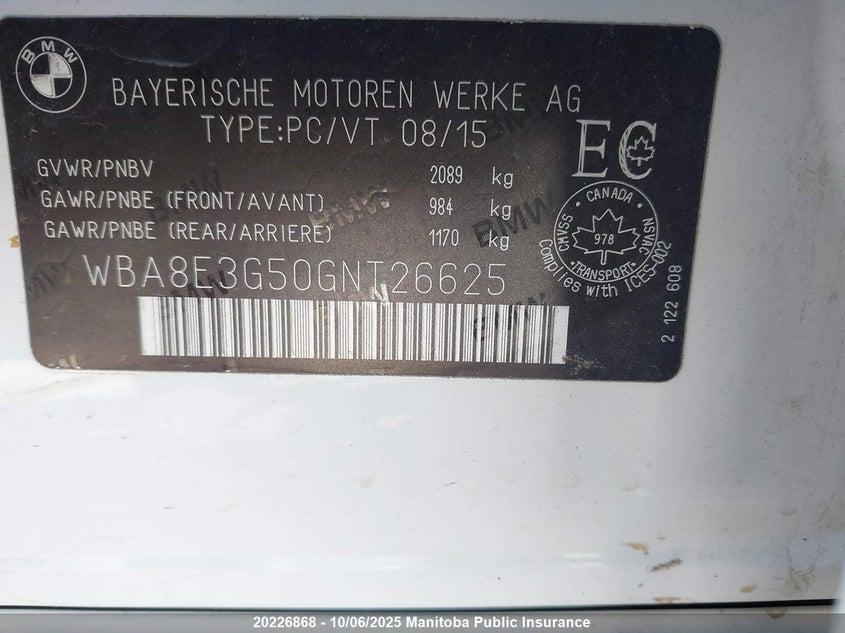 BMW
BAYERISCHE MOTOREN WERKE AG
TYPE:PC/VT 08/15
EC
GVWR/PNBV 2089 kg
GAWR/PNBE (FRONT/AVANT) 984 kg
GAWR/PNBE (REAR/ARRIERE) 1170 kg
WBA8E3G50GNT26625
CANADA
CMVSS NSVAC
978
TRANSPORT
Complies with ICES-002
2 122 608
20226868 - 10/06/2025 Manitoba Public Insurance